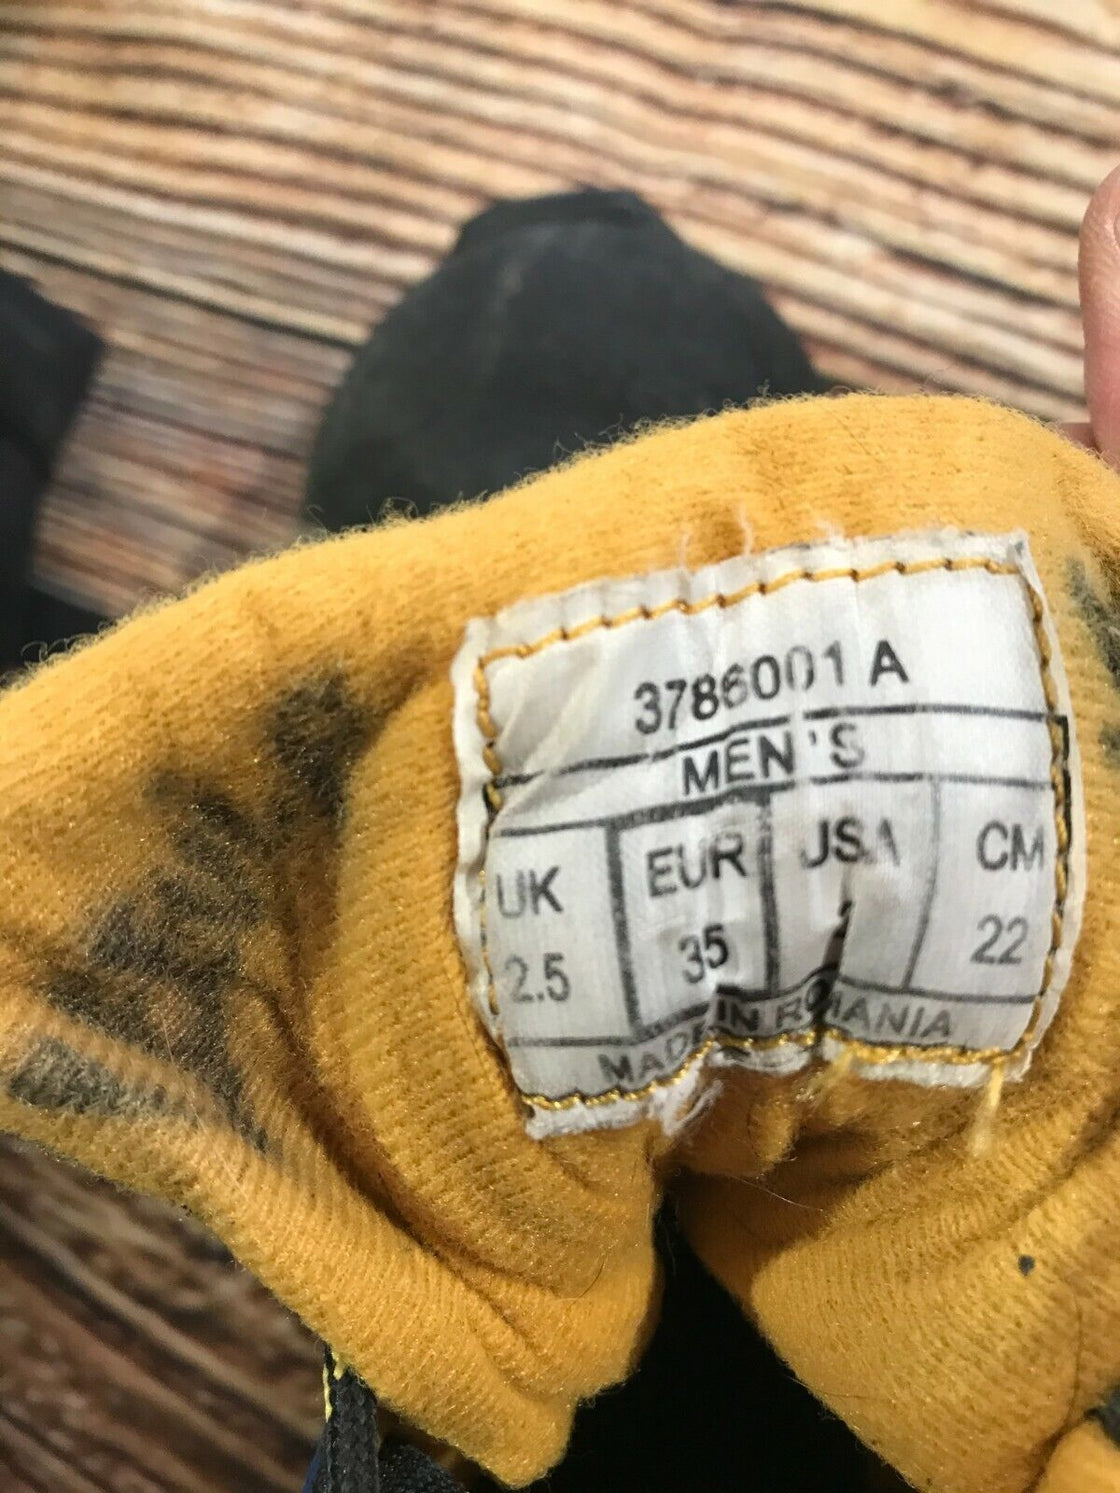 3786001 A
MEN'S
UK EUR USA CM
2.5 35 22
MADE IN ROMANIA